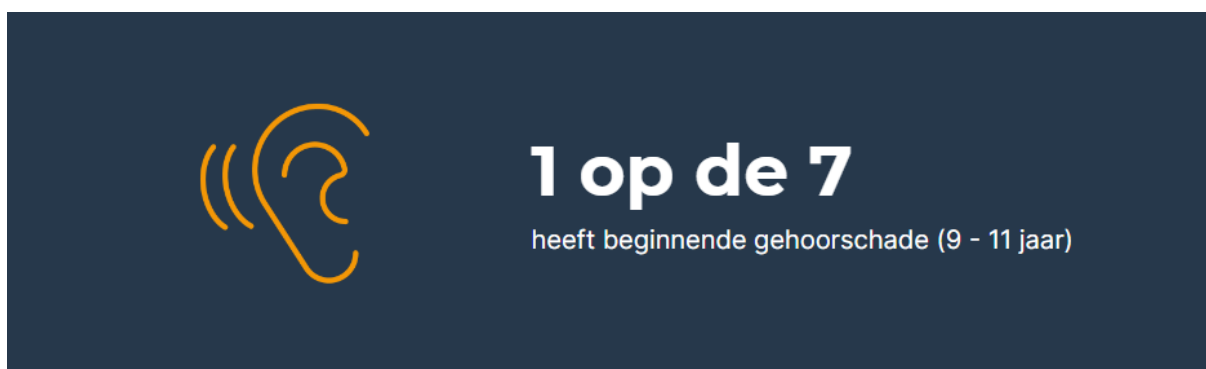 1 op de 7
heeft beginnende gehoorschade (9 - 11 jaar)